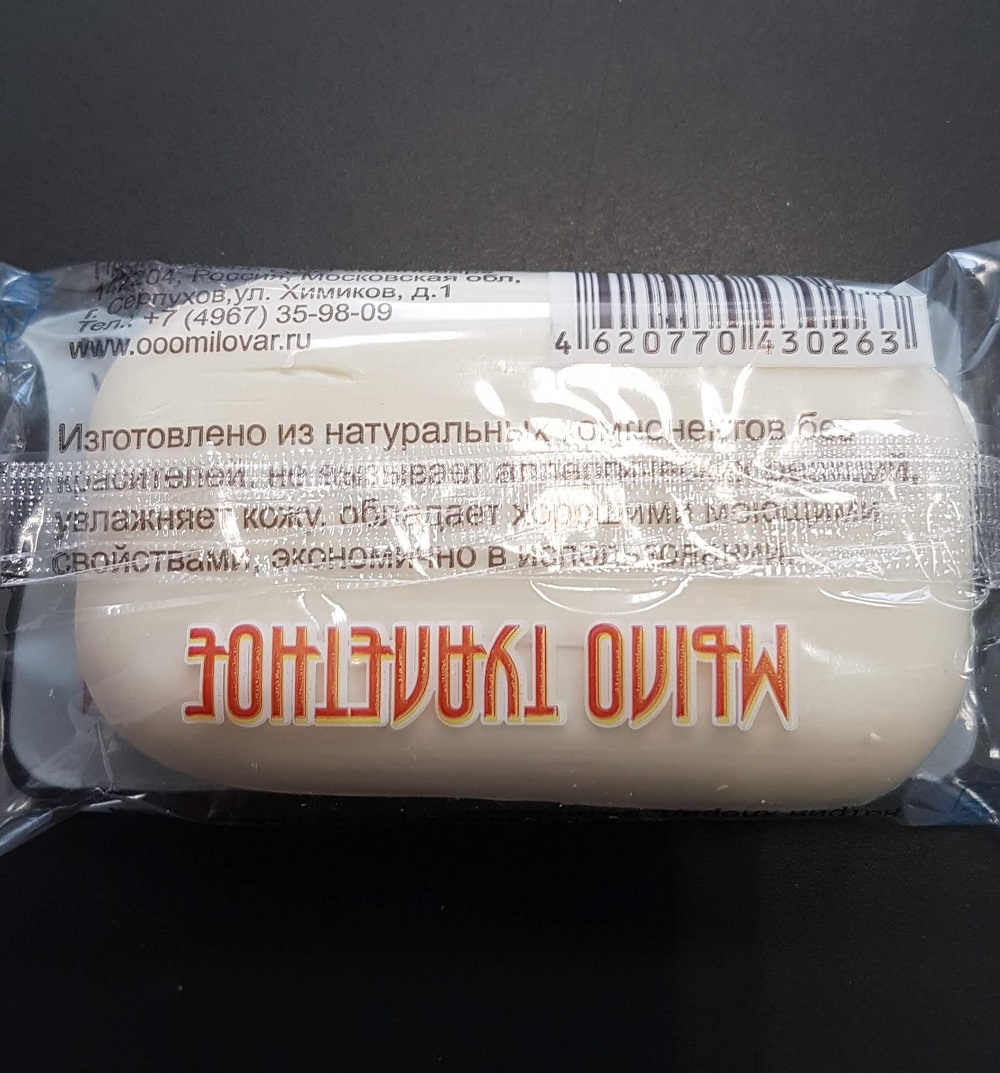 142204, Россия, Московская обл,
г. Серпухов,ул. Химиков, д.1
тел.: +7 (4967) 35-98-09
www.ooomilovar.ru
4 620770 430263
Изготовлено из натуральных компонентов без
красителей, не вызывает аллергических реакций,
увлажняет кожу, обладает хорошими моющими
свойствами, экономично в использовании.
МЫЛО ТУАЛЕТНОЕ
натрия хлорид